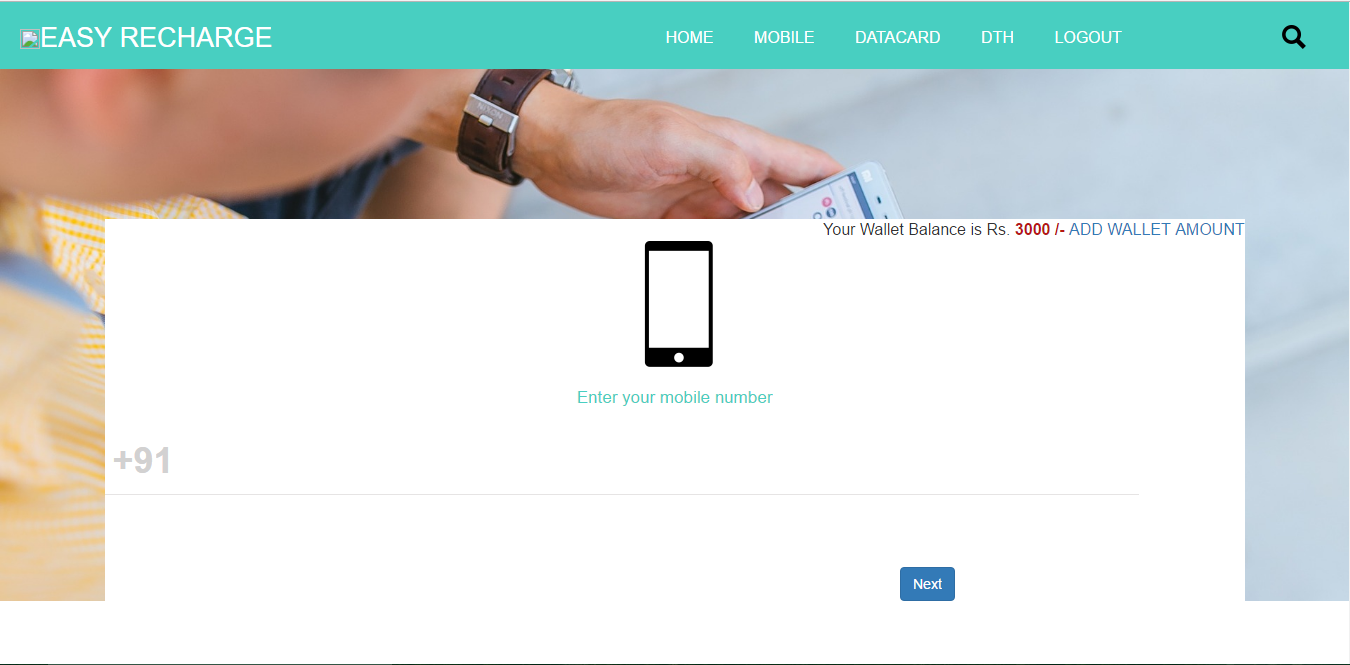 EASY RECHARGE HOME MOBILE DATACARD DTH LOGOUT
NIXON
Your Wallet Balance is Rs. 3000 /- ADD WALLET AMOUNT
Enter your mobile number
+91
Next